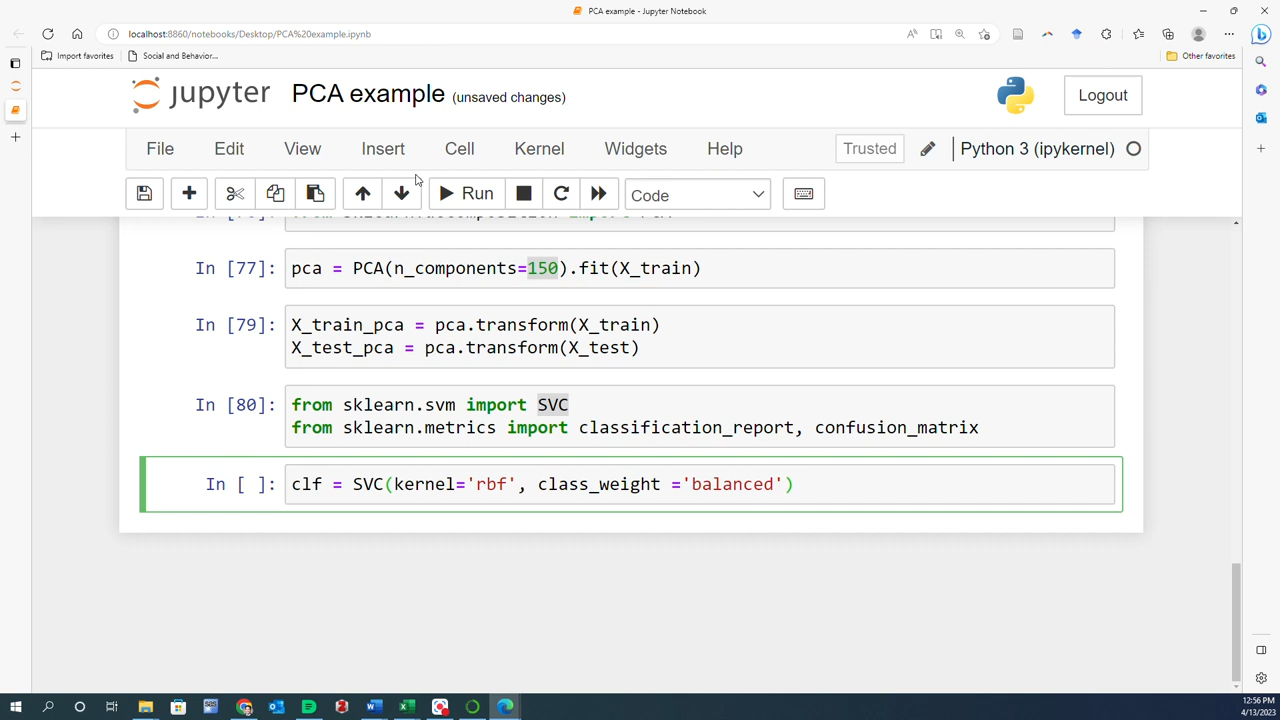 PCA example - Jupyter Notebook
localhost:8860/notebooks/Desktop/PCA%20example.ipynb
Import favorites
Social and Behavior...
Other favorites
jupyter PCA example (unsaved changes)
Logout
File Edit View Insert Cell Kernel Widgets Help
Trusted
Python 3 (ipykernel)
Run
Code
In [77]: pca = PCA(n_components=150).fit(X_train)
In [79]: X_train_pca = pca.transform(X_train)
X_test_pca = pca.transform(X_test)
In [80]: from sklearn.svm import SVC
from sklearn.metrics import classification_report, confusion_matrix
In [ ]: clf = SVC(kernel='rbf', class_weight ='balanced')
12:56 PM
4/13/2023